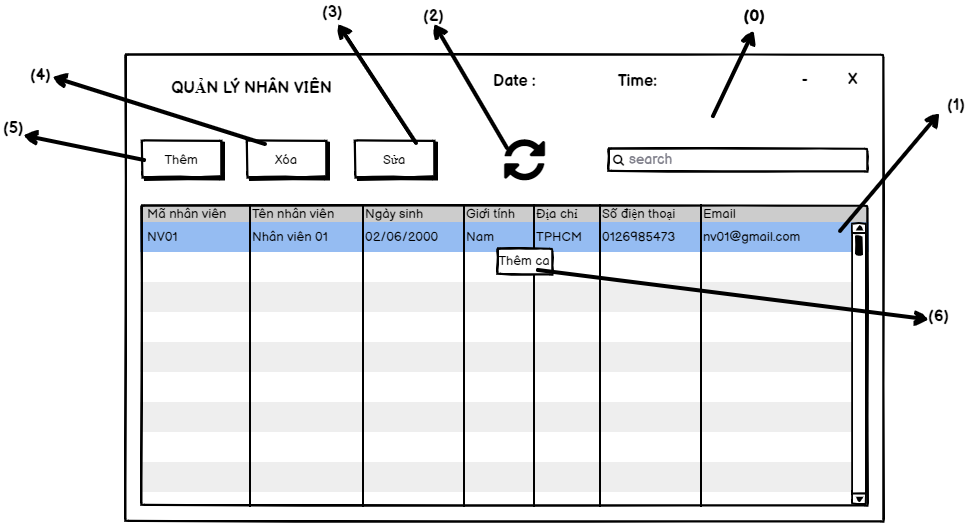 (3)
(2)
(0)
(4)
QUẢN LÝ NHÂN VIÊN
Date :
Time:
-
X
(1)
(5)
Thêm
Xóa
Sửa
search
Mã nhân viên
Tên nhân viên
Ngày sinh
Giới tính
Địa chỉ
Số điện thoại
Email
NV01
Nhân viên 01
02/06/2000
Nam
TPHCM
0126985473
nv01@gmail.com
Thêm ca
(6)